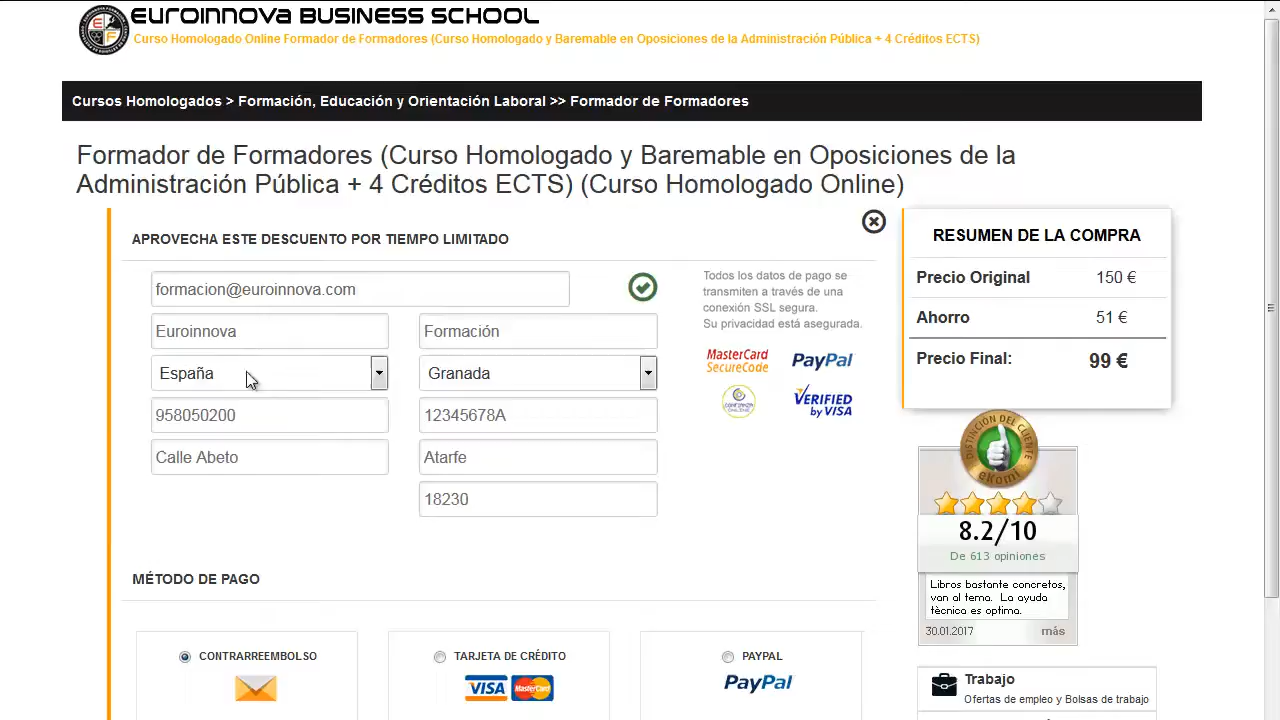 EUROINNOVA BUSINESS SCHOOL
Curso Homologado Online Formador de Formadores (Curso Homologado y Baremable en Oposiciones de la Administración Pública + 4 Créditos ECTS)
Cursos Homologados > Formación, Educación y Orientación Laboral >> Formador de Formadores
Formador de Formadores (Curso Homologado y Baremable en Oposiciones de la
Administración Pública + 4 Créditos ECTS) (Curso Homologado Online)
APROVECHA ESTE DESCUENTO POR TIEMPO LIMITADO
formacion@euroinnova.com
Euroinnova
Formación
España
Granada
958050200
12345678A
Calle Abeto
Atarfe
18230
Todos los datos de pago se
transmiten a través de una
conexión SSL segura.
Su privacidad está asegurada.
MasterCard
SecureCode
PayPal
CONFIANZA
ONLINE
VERIFIED
by VISA
RESUMEN DE LA COMPRA
Precio Original 150 €
Ahorro 51 €
Precio Final: 99 €
DISTINCIÓN DEL CLIENTE
eKomi
8.2/10
De 613 opiniones
Libros bastante concretos,
van al tema. La ayuda
tècnica es optima.
30.01.2017 más
Trabajo
Ofertas de empleo y Bolsas de trabajo
MÉTODO DE PAGO
CONTRARREEMBOLSO
TARJETA DE CRÉDITO
VISA MasterCard
PAYPAL
PayPal